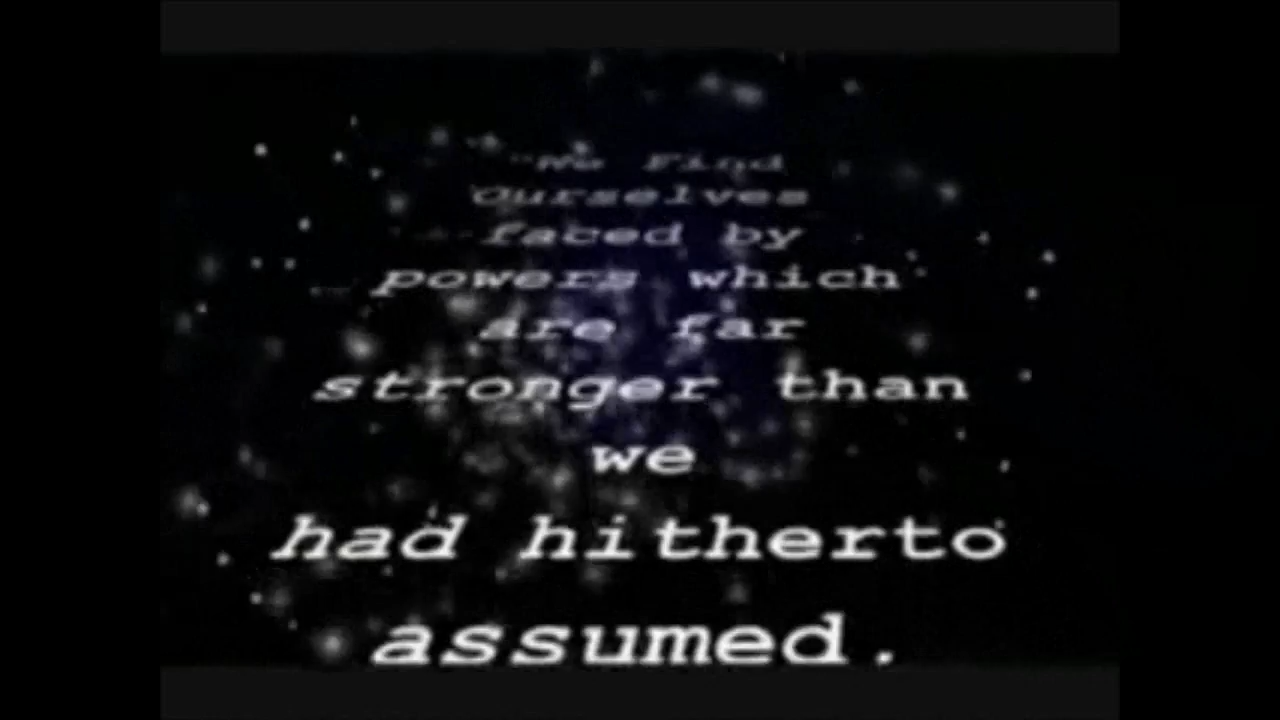 "We Find
Ourselves
faced by
powers which
are far
stronger than
we
had hitherto
assumed.